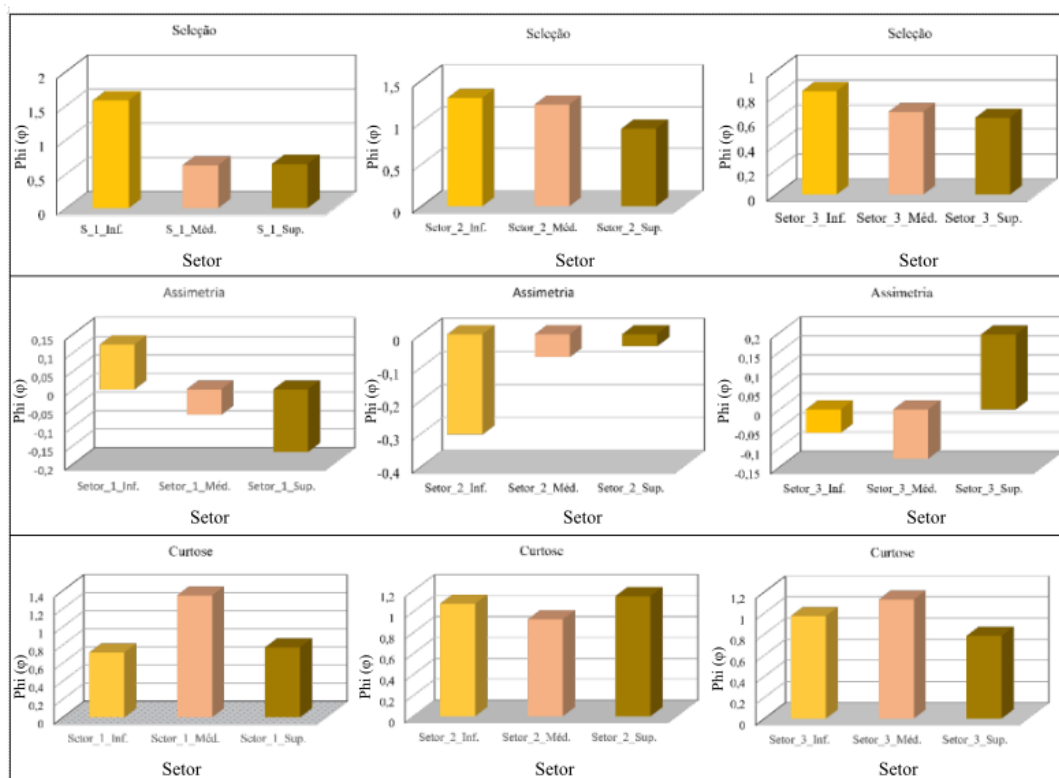 Seleção
2
1,5
1
0,5
0
Phi (φ)
S_1_Inf.
S_1_Méd.
S_1_Sup.
Setor
Seleção
1,5
1
0,5
0
Phi (φ)
Setor_2_Inf.
Setor_2_Méd.
Setor_2_Sup.
Setor
Seleção
1
0,8
0,6
0,4
0,2
0
Phi (φ)
Setor_3_Inf.
Setor_3_Méd.
Setor_3_Sup.
Setor
Assimetria
0,15
0,1
0,05
0
-0,05
-0,1
-0,15
-0,2
Phi (φ)
Setor_1_Inf.
Setor_1_Méd.
Setor_1_Sup.
Setor
Assimetria
0
-0,1
-0,2
-0,3
-0,4
Phi (φ)
Setor_2_Inf.
Setor_2_Méd.
Setor_2_Sup.
Setor
Assimetria
0,2
0,15
0,1
0,05
0
-0,05
-0,1
-0,15
Phi (φ)
Setor_3_Inf.
Setor_3_Méd.
Setor_3_Sup.
Setor
Curtose
1,4
1,2
1
0,8
0,6
0,4
0,2
0
Phi (φ)
Setor_1_Inf.
Setor_1_Méd.
Setor_1_Sup.
Setor
Curtose
1,2
1
0,8
0,6
0,4
0,2
0
Phi (φ)
Setor_2_Inf.
Setor_2_Méd.
Setor_2_Sup.
Setor
Curtose
1,2
1
0,8
0,6
0,4
0,2
0
Phi (φ)
Setor_3_Inf.
Setor_3_Méd.
Setor_3_Sup.
Setor